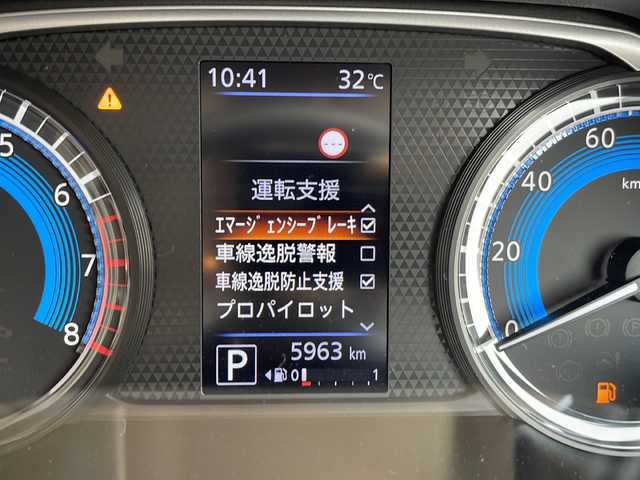 10:41 32℃
---
運転支援
ｴﾏｰｼﾞｪﾝｼｰﾌﾞﾚｰｷ
車線逸脱警報
車線逸脱防止支援
プロパイロット
5963 km
P
0 1
5
6
7
8
60
40
20
0
km